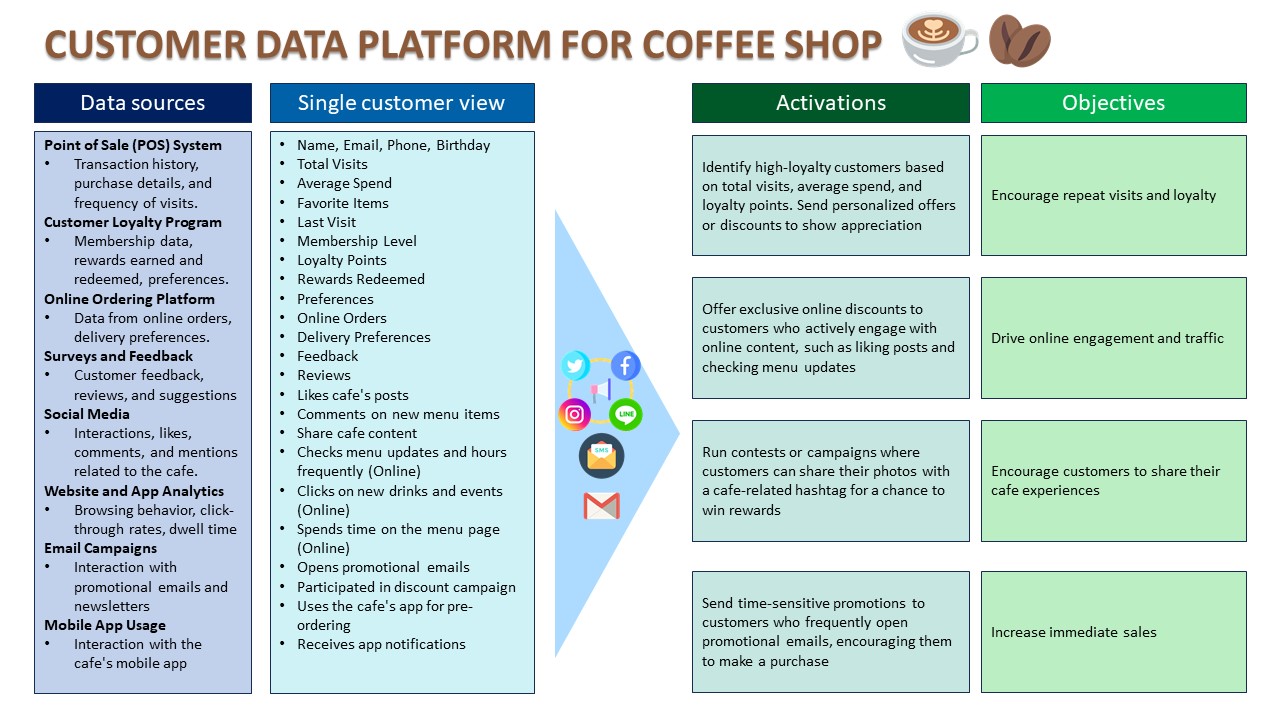 CUSTOMER DATA PLATFORM FOR COFFEE SHOP
Data sources
Point of Sale (POS) System
• Transaction history,
purchase details, and
frequency of visits.
Customer Loyalty Program
• Membership data,
rewards earned and
redeemed, preferences.
Online Ordering Platform
• Data from online orders,
delivery preferences.
Surveys and Feedback
• Customer feedback,
reviews, and suggestions
Social Media
• Interactions, likes,
comments, and mentions
related to the cafe.
Website and App Analytics
• Browsing behavior, click-
through rates, dwell time
Email Campaigns
• Interaction with
promotional emails and
newsletters
Mobile App Usage
• Interaction with the
cafe's mobile app
Single customer view
• Name, Email, Phone, Birthday
• Total Visits
• Average Spend
• Favorite Items
• Last Visit
• Membership Level
• Loyalty Points
• Rewards Redeemed
• Preferences
• Online Orders
• Delivery Preferences
• Feedback
• Reviews
• Likes cafe's posts
• Comments on new menu items
• Share cafe content
• Checks menu updates and hours
frequently (Online)
• Clicks on new drinks and events
(Online)
• Spends time on the menu page
(Online)
• Opens promotional emails
• Participated in discount campaign
• Uses the cafe's app for pre-
ordering
• Receives app notifications
LINE
SMS
Activations
Identify high-loyalty customers based
on total visits, average spend, and
loyalty points. Send personalized offers
or discounts to show appreciation
Offer exclusive online discounts to
customers who actively engage with
online content, such as liking posts and
checking menu updates
Run contests or campaigns where
customers can share their photos with
a cafe-related hashtag for a chance to
win rewards
Send time-sensitive promotions to
customers who frequently open
promotional emails, encouraging them
to make a purchase
Objectives
Encourage repeat visits and loyalty
Drive online engagement and traffic
Encourage customers to share their
cafe experiences
Increase immediate sales